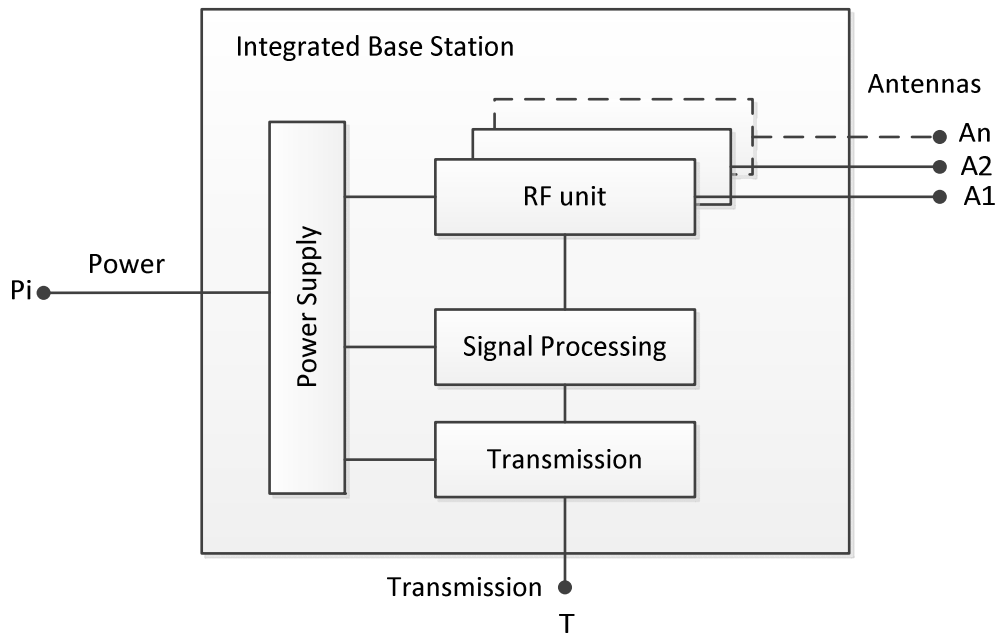 Integrated Base Station
Antennas
An
A2
A1
RF unit
Power
Pi
Power Supply
Signal Processing
Transmission
Transmission
T